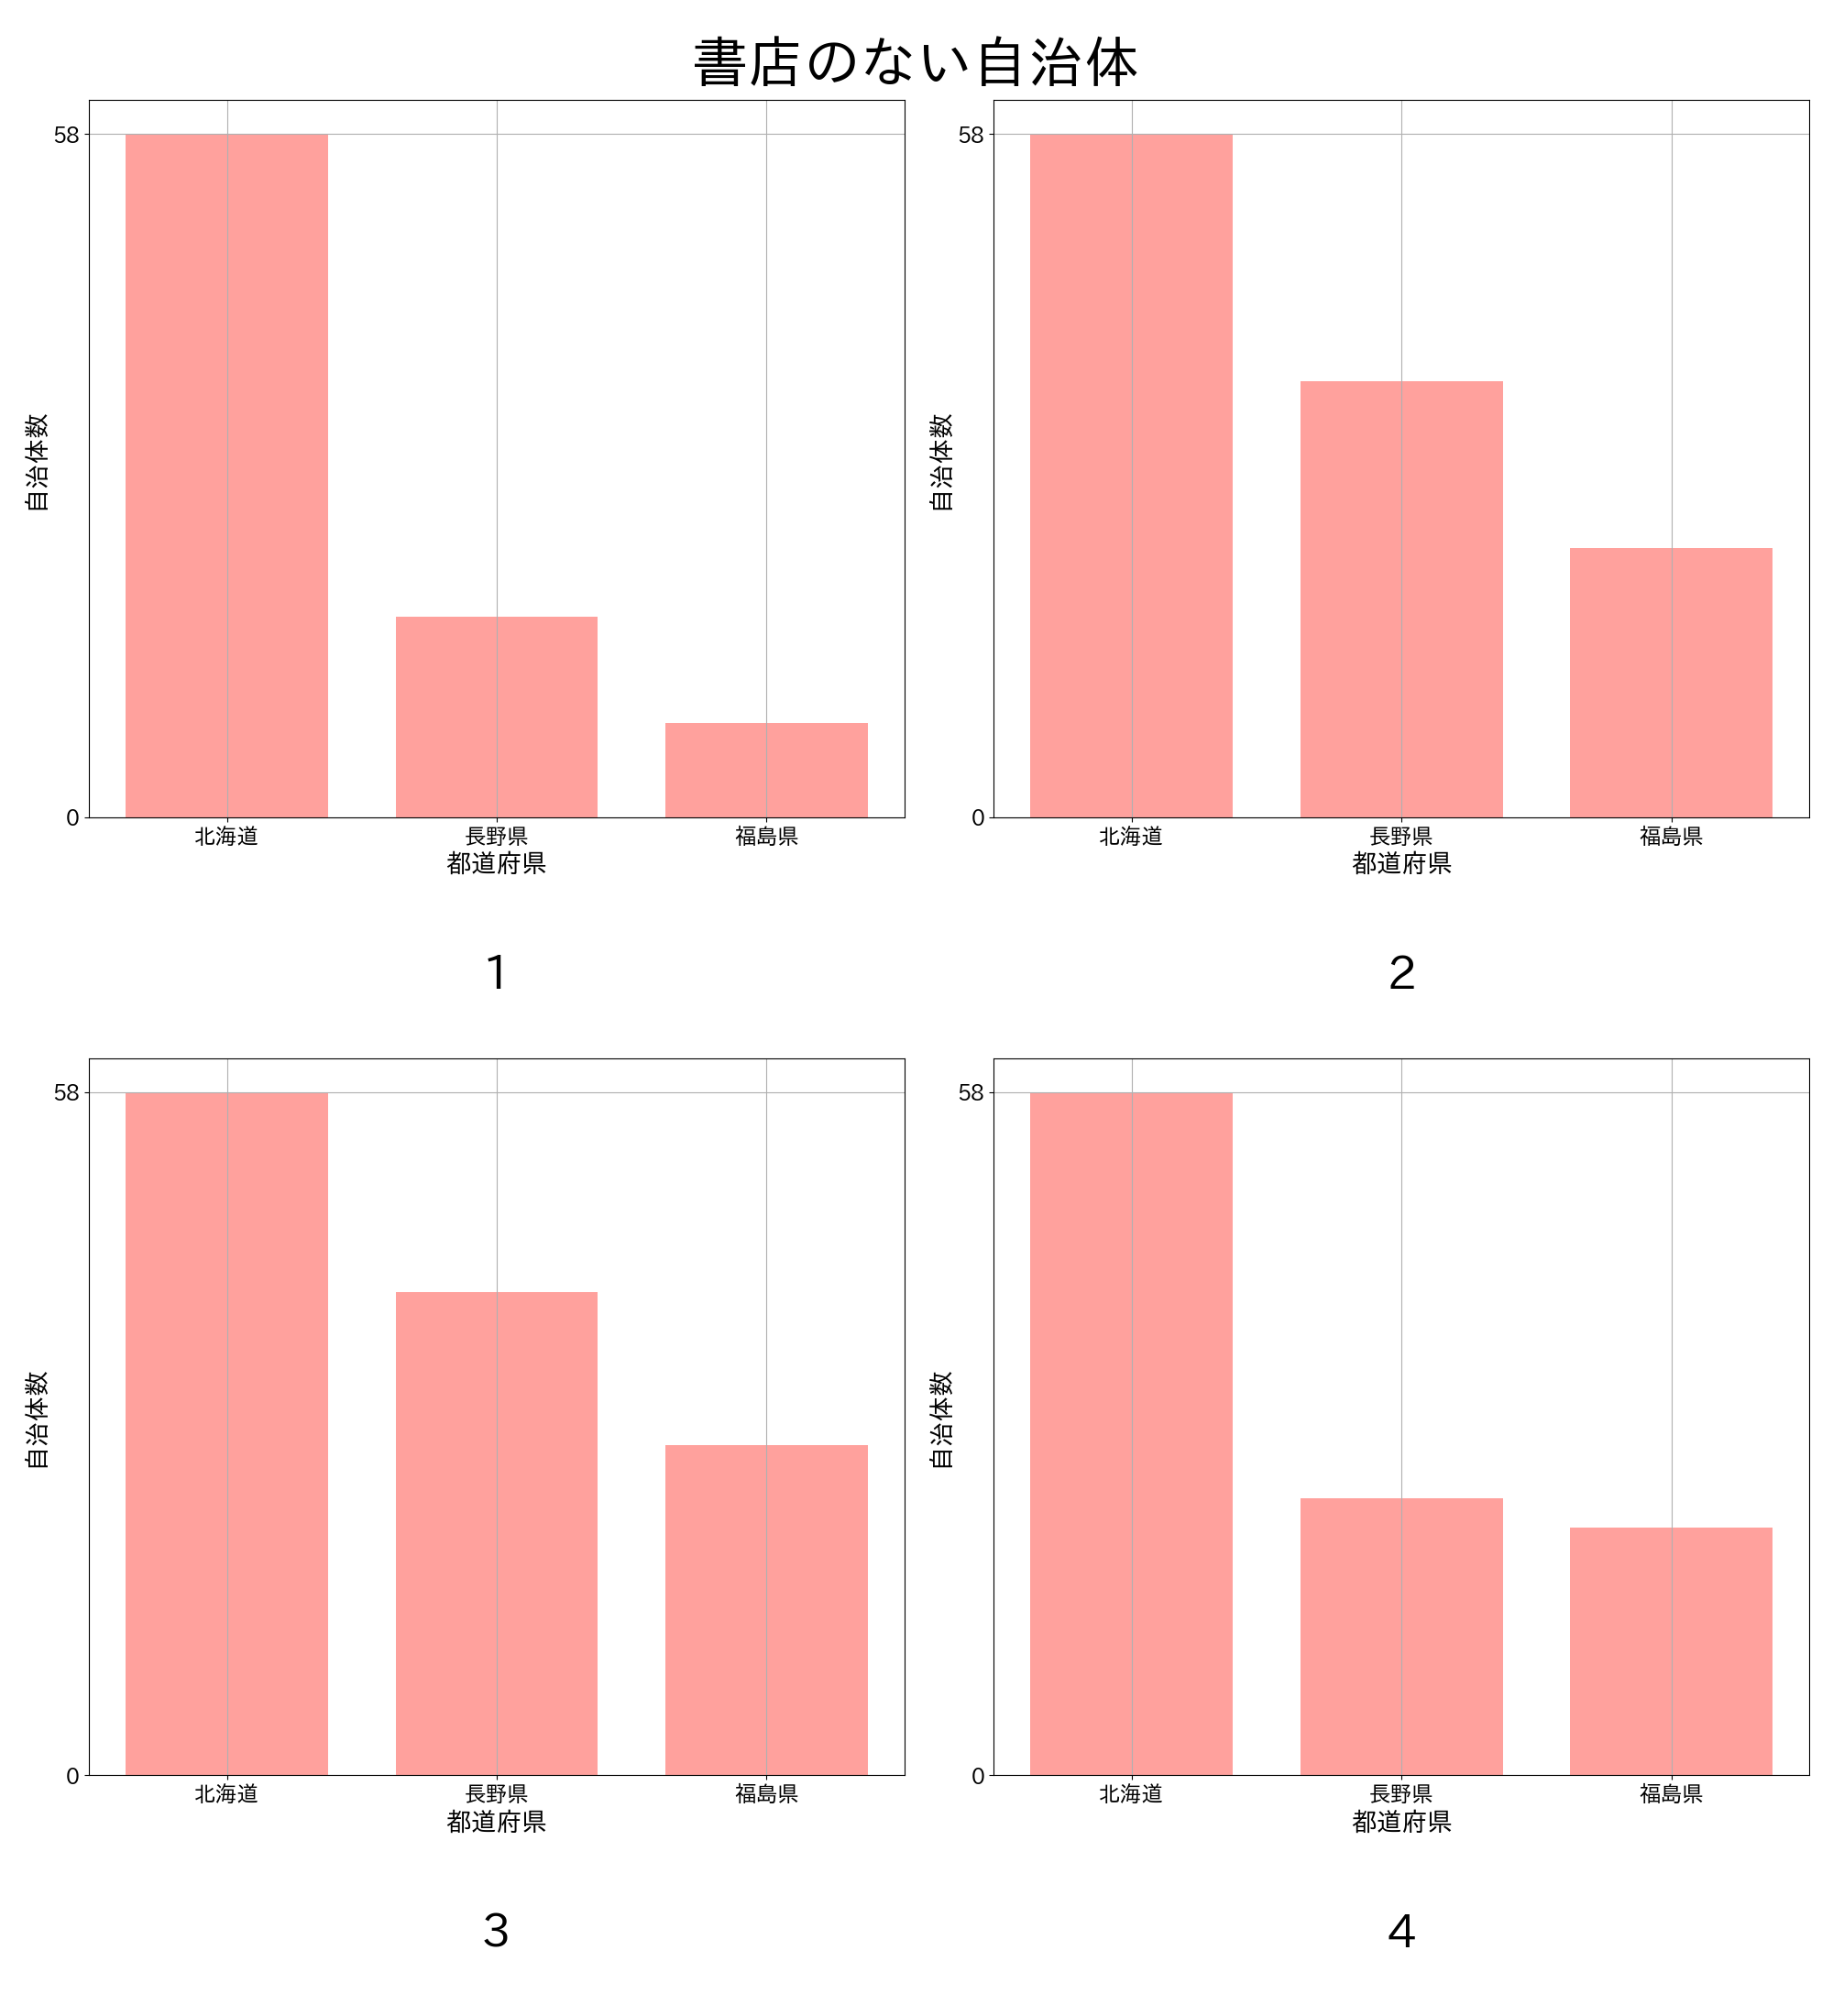 書店のない自治体
58
0
自治体数
北海道
長野県
福島県
都道府県
1
58
0
自治体数
北海道
長野県
福島県
都道府県
2
58
0
自治体数
北海道
長野県
福島県
都道府県
3
58
0
自治体数
北海道
長野県
福島県
都道府県
4